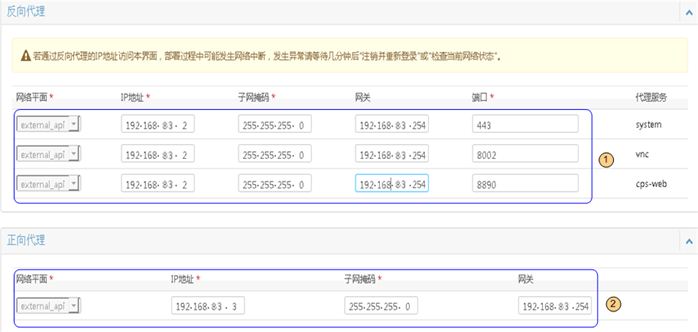 反向代理
若通过反向代理的IP地址访问本界面，部署过程中可能发生网络中断，发生异常请等待几分钟后"注销并重新登录"或"检查当前网络状态"。
网络平面 * IP地址 * 子网掩码 * 网关 端口 * 代理服务
external_api 192.168. 83 . 2 255.255.255. 0 192.168. 83 .254 443 system
external_api 192.168. 83 . 2 255.255.255. 0 192.168. 83 .254 8002 vnc
external_api 192.168. 83 . 2 255.255.255. 0 192.168. 83 .254 8890 cps-web
1
正向代理
网络平面 * IP地址 * 子网掩码 * 网关
external_api 192.168. 83 . 3 255.255.255. 0 192.168. 83 .254
2